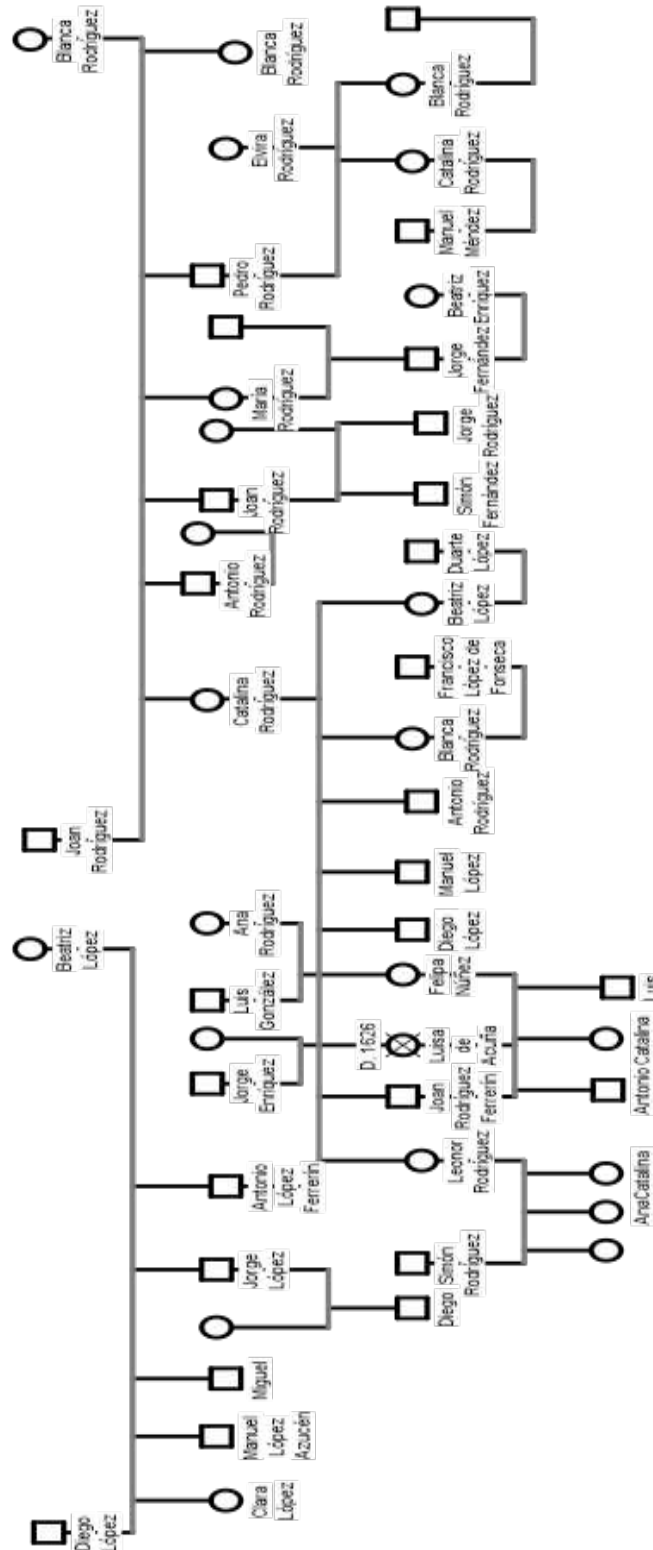 Diego
López
Beatriz
López
Joan
Rodríguez
Blanca
Rodríguez
Clara
López
Manuel
López
Azucén
Miguel
Jorge
López
Antonio
López
Ferrerín
Jorge
Enríquez
Luis
González
Ana
Rodríguez
Catalina
Rodríguez
Antonio
Rodríguez
Joan
Rodríguez
María
Rodríguez
Pedro
Rodríguez
Elvira
Rodríguez
Blanca
Rodríguez
D. 1626
Diego
Simón
Rodríguez
Leonor
Rodríguez
Joan
Rodríguez
Ferrerín
Luisa
de
Acuña
Felipa
Núñez
Diego
López
Manuel
López
Antonio
Rodríguez
Blanca
Rodríguez
Francisco
López de
Fonseca
Beatriz
López
Duarte
López
Simón
Fernández
Jorge
Rodríguez
Jorge
Fernández
Beatriz
Enríquez
Manuel
Méndez
Catalina
Rodríguez
Blanca
Rodríguez
Ana
Catalina
Antonio
Catalina
Luis